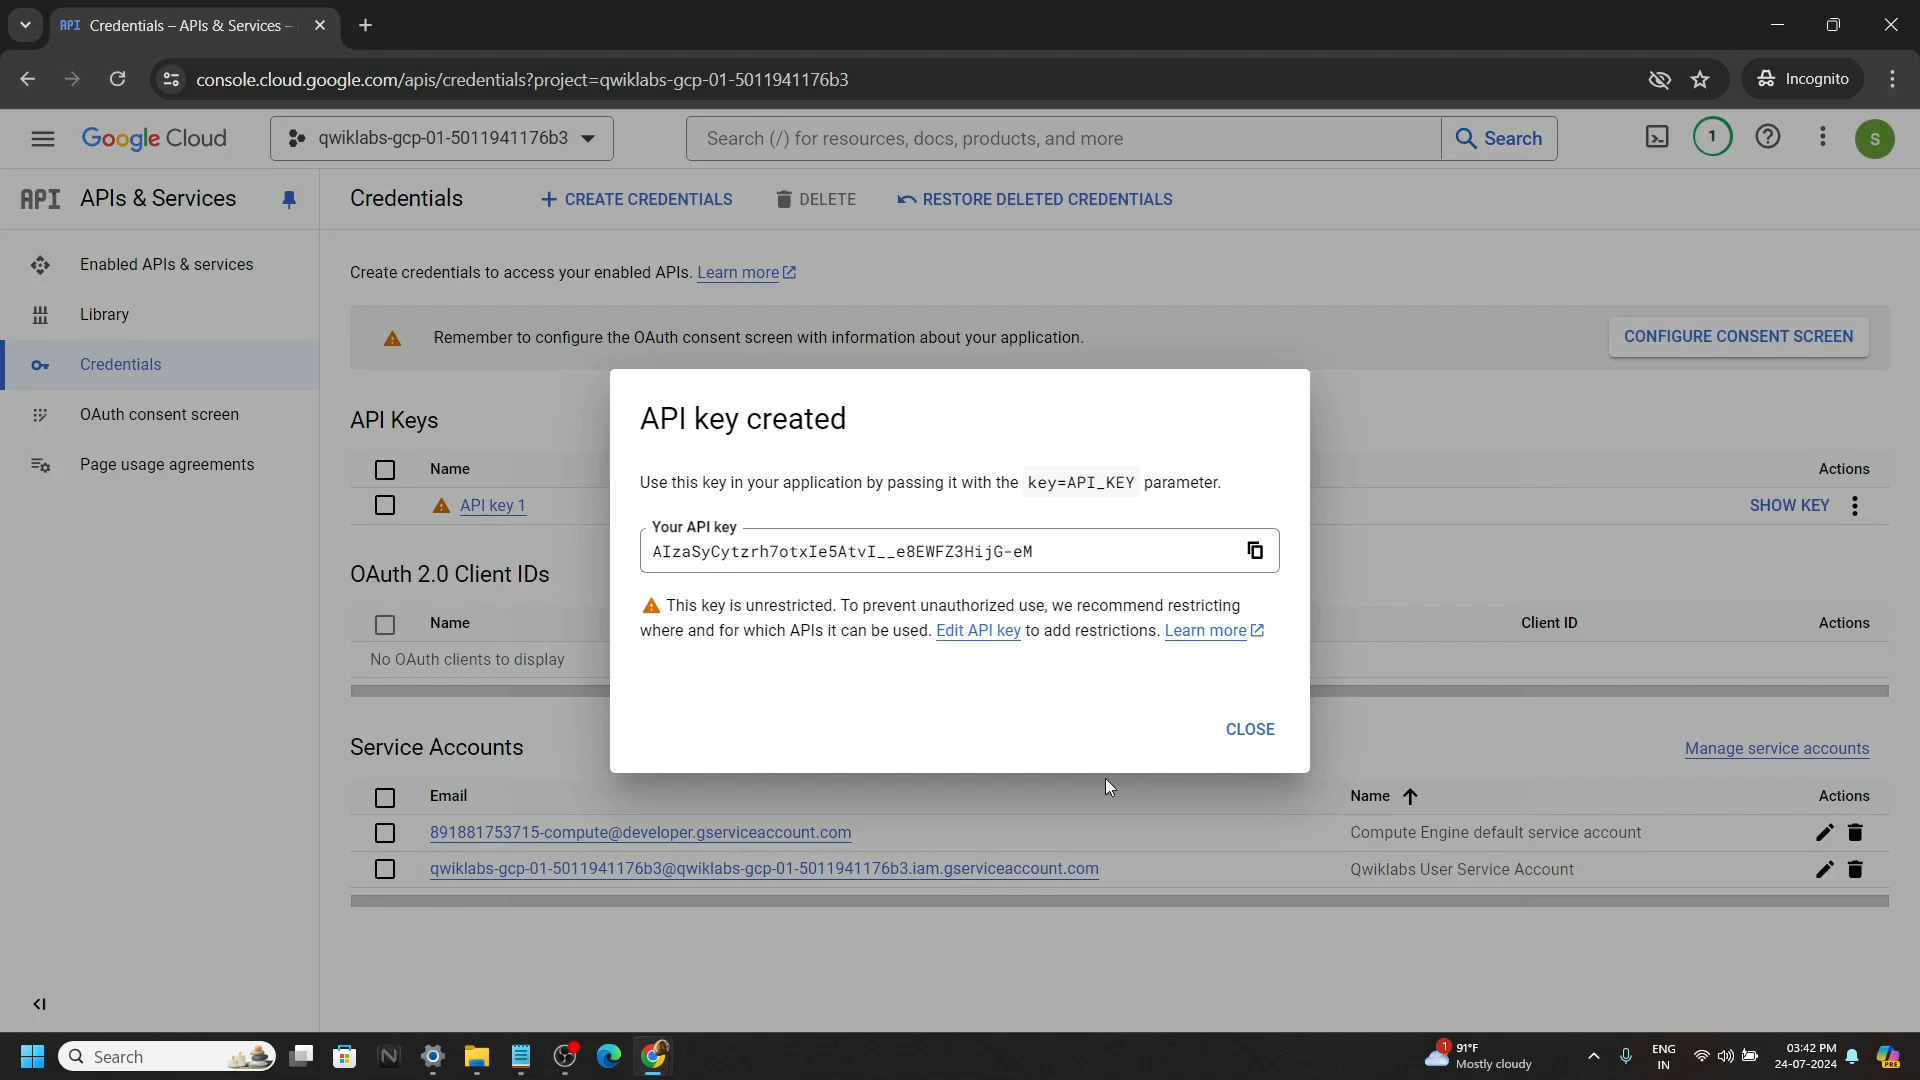 API Credentials – APIs & Services –
console.cloud.google.com/apis/credentials?project=qwiklabs-gcp-01-5011941176b3
Incognito
Google Cloud
qwiklabs-gcp-01-5011941176b3
Search (/) for resources, docs, products, and more
Search
1
S
API APIs & Services
Credentials
CREATE CREDENTIALS
DELETE
RESTORE DELETED CREDENTIALS
Enabled APIs & services
Library
Credentials
OAuth consent screen
Page usage agreements
Create credentials to access your enabled APIs. Learn more
Remember to configure the OAuth consent screen with information about your application.
CONFIGURE CONSENT SCREEN
API Keys
Name
Actions
API key 1
SHOW KEY
API key created
Use this key in your application by passing it with the key=API_KEY parameter.
Your API key
AIzaSyCytzrh7otxIe5AtvI__e8EWFZ3HijG-eM
This key is unrestricted. To prevent unauthorized use, we recommend restricting
where and for which APIs it can be used. Edit API key to add restrictions. Learn more
CLOSE
OAuth 2.0 Client IDs
Name
Client ID
Actions
No OAuth clients to display
Service Accounts
Manage service accounts
Email
Name
Actions
891881753715-compute@developer.gserviceaccount.com
Compute Engine default service account
qwiklabs-gcp-01-5011941176b3@qwiklabs-gcp-01-5011941176b3.iam.gserviceaccount.com
Qwiklabs User Service Account
Search
1
91°F
Mostly cloudy
ENG
IN
03:42 PM
24-07-2024
PRE